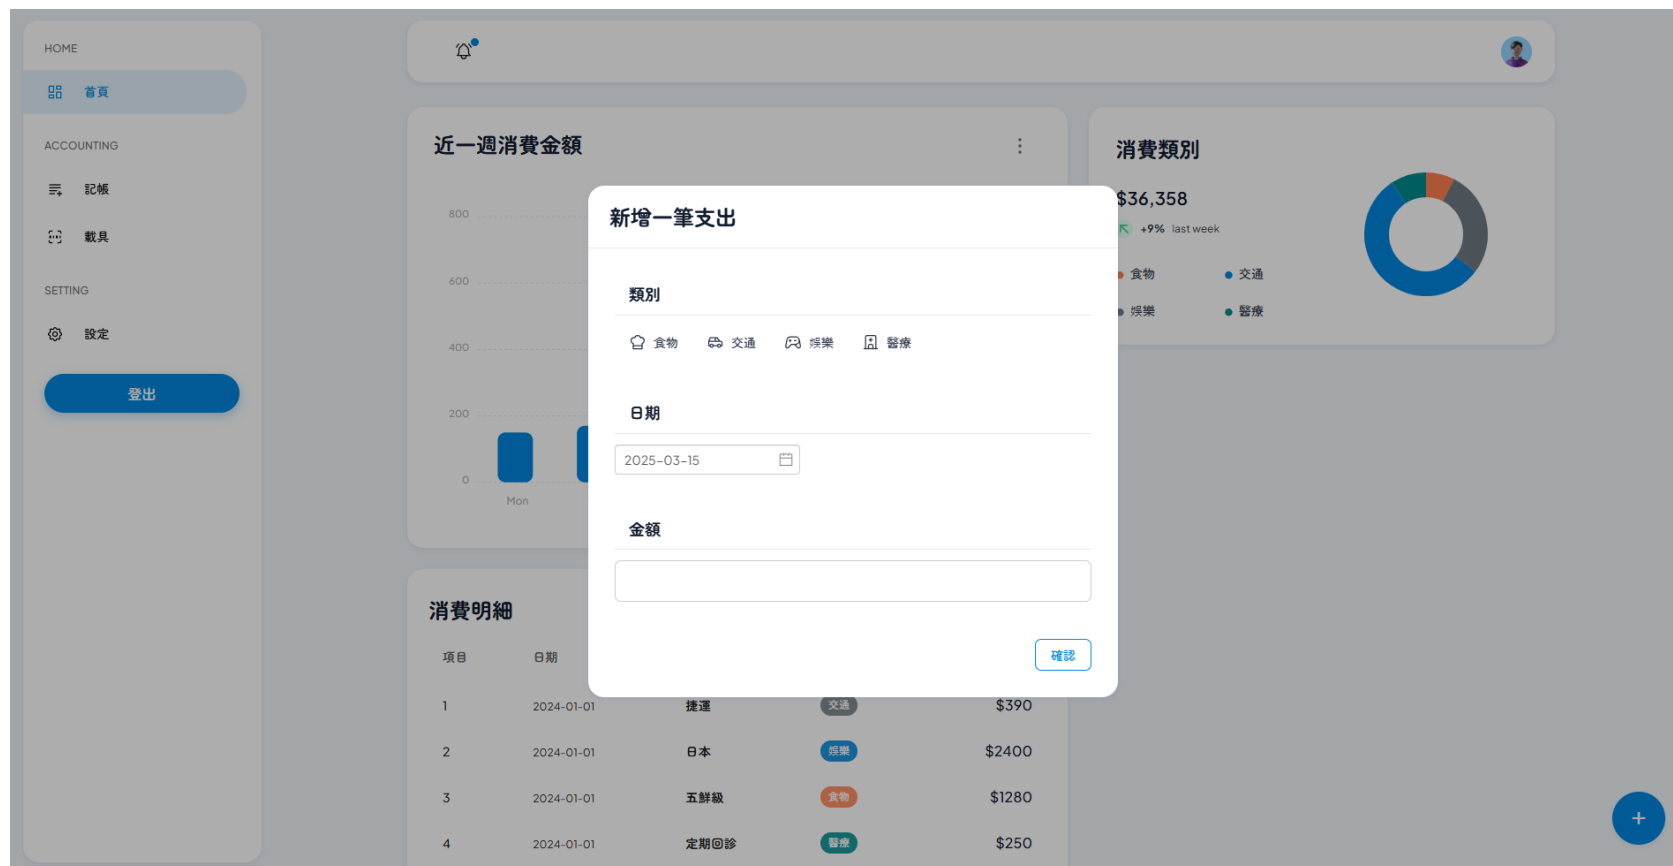 HOME
首頁
ACCOUNTING
記帳
載具
SETTING
設定
登出
近一週消費金額
800
600
400
200
0
Mon
消費類別
$36,358
+9% last week
食物 交通
娛樂 醫療
新增一筆支出
類別
食物 交通 娛樂 醫療
日期
2025-03-15
金額
確認
消費明細
項目 日期
1 2024-01-01 捷運 交通 $390
2 2024-01-01 日本 娛樂 $2400
3 2024-01-01 五鮮級 食物 $1280
4 2024-01-01 定期回診 醫療 $250
+